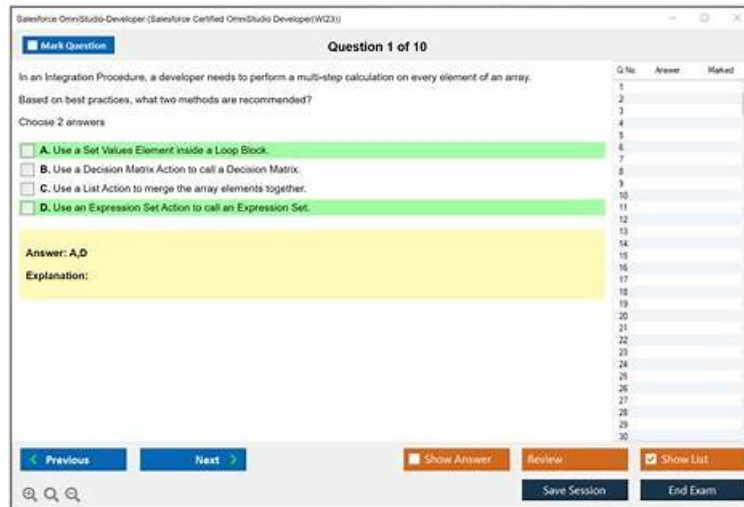 Salesforce OmniStudio-Developer (Salesforce Certified OmniStudio Developer(WI23))
Mark Question
Question 1 of 10
In an Integration Procedure, a developer needs to perform a multi-step calculation on every element of an array.
Based on best practices, what two methods are recommended?
Choose 2 answers
A. Use a Set Values Element inside a Loop Block.
B. Use a Decision Matrix Action to call a Decision Matrix.
C. Use a List Action to merge the array elements together.
D. Use an Expression Set Action to call an Expression Set.
Answer: A,D
Explanation:
Q.No. Answer Marked
1
2
3
4
5
6
7
8
9
10
11
12
13
14
15
16
17
18
19
20
21
22
23
24
25
26
27
28
29
30
Previous
Next
Show Answer
Review
Show List
Save Session
End Exam